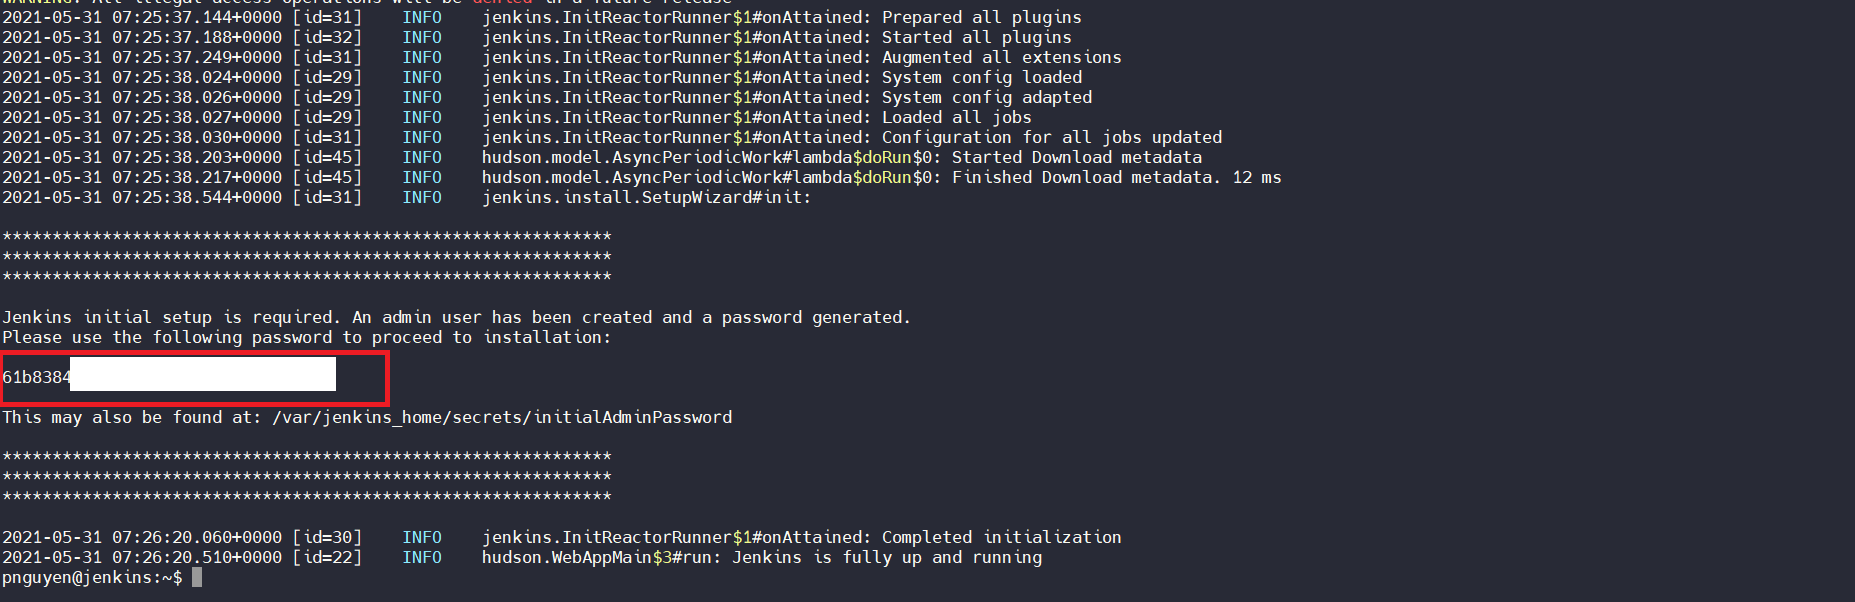 WARNING: All illegal access operations will be denied in a future release
2021-05-31 07:25:37.144+0000 [id=31]    INFO    jenkins.InitReactorRunner$1#onAttained: Prepared all plugins
2021-05-31 07:25:37.188+0000 [id=32]    INFO    jenkins.InitReactorRunner$1#onAttained: Started all plugins
2021-05-31 07:25:37.249+0000 [id=31]    INFO    jenkins.InitReactorRunner$1#onAttained: Augmented all extensions
2021-05-31 07:25:38.024+0000 [id=29]    INFO    jenkins.InitReactorRunner$1#onAttained: System config loaded
2021-05-31 07:25:38.026+0000 [id=29]    INFO    jenkins.InitReactorRunner$1#onAttained: System config adapted
2021-05-31 07:25:38.027+0000 [id=29]    INFO    jenkins.InitReactorRunner$1#onAttained: Loaded all jobs
2021-05-31 07:25:38.030+0000 [id=31]    INFO    jenkins.InitReactorRunner$1#onAttained: Configuration for all jobs updated
2021-05-31 07:25:38.203+0000 [id=45]    INFO    hudson.model.AsyncPeriodicWork#lambda$doRun$0: Started Download metadata
2021-05-31 07:25:38.217+0000 [id=45]    INFO    hudson.model.AsyncPeriodicWork#lambda$doRun$0: Finished Download metadata. 12 ms
2021-05-31 07:25:38.544+0000 [id=31]    INFO    jenkins.install.SetupWizard#init:
*************************************************************
*************************************************************
*************************************************************
Jenkins initial setup is required. An admin user has been created and a password generated.
Please use the following password to proceed to installation:
61b8384
This may also be found at: /var/jenkins_home/secrets/initialAdminPassword
*************************************************************
*************************************************************
*************************************************************
2021-05-31 07:26:20.060+0000 [id=30]    INFO    jenkins.InitReactorRunner$1#onAttained: Completed initialization
2021-05-31 07:26:20.510+0000 [id=22]    INFO    hudson.WebAppMain$3#run: Jenkins is fully up and running
pnguyen@jenkins:~$